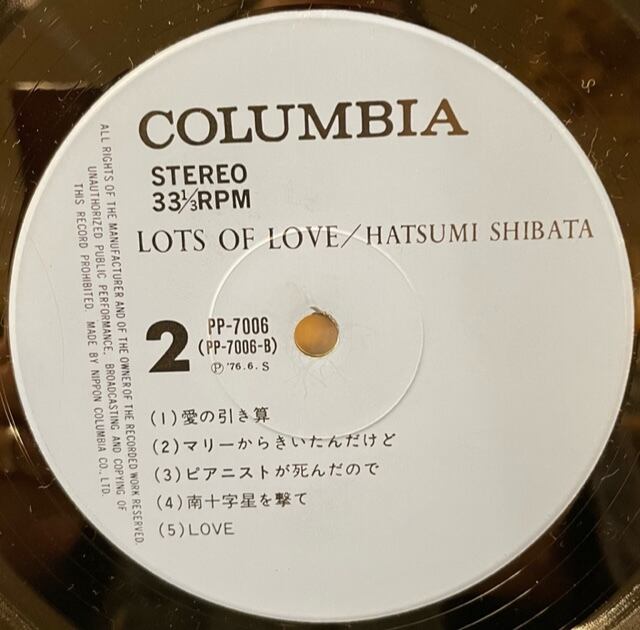 COLUMBIA
STEREO
33⅓RPM
LOTS OF LOVE/HATSUMI SHIBATA
2
PP-7006
(PP-7006-B)
Ⓟ '76.6. S
(1)愛の引き算
(2)マリーからきいたんだけど
(3)ピアニストが死んだので
(4)南十字星を撃て
(5)LOVE
ALL RIGHTS OF THE MANUFACTURER AND OF THE OWNER OF THE RECORDED WORK RESERVED.
UNAUTHORIZED PUBLIC PERFORMANCE, BROADCASTING AND COPYING OF
THIS RECORD PROHIBITED. MADE BY NIPPON COLUMBIA CO., LTD.